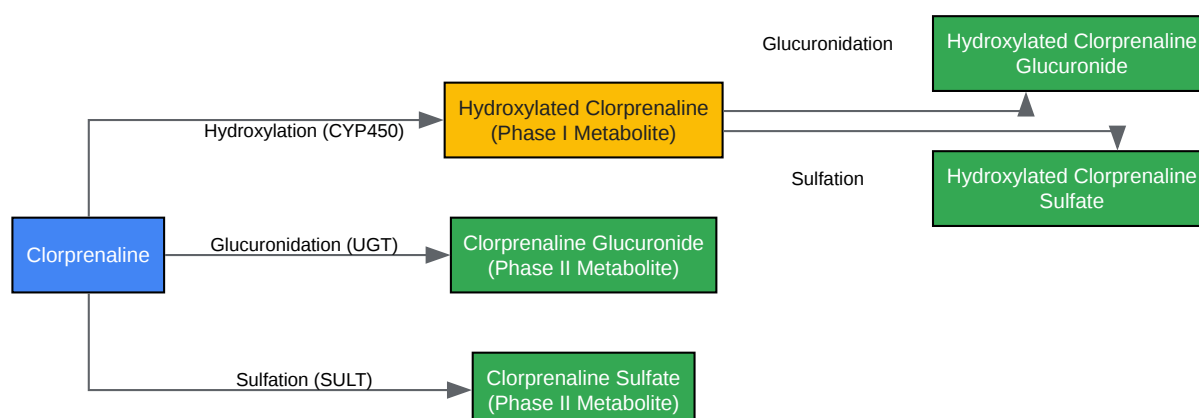 Glucuronidation
Hydroxylated Clorprenaline
Glucuronide
Hydroxylation (CYP450)
Hydroxylated Clorprenaline
(Phase I Metabolite)
Sulfation
Hydroxylated Clorprenaline
Sulfate
Clorprenaline
Glucuronidation (UGT)
Clorprenaline Glucuronide
(Phase II Metabolite)
Sulfation (SULT)
Clorprenaline Sulfate
(Phase II Metabolite)